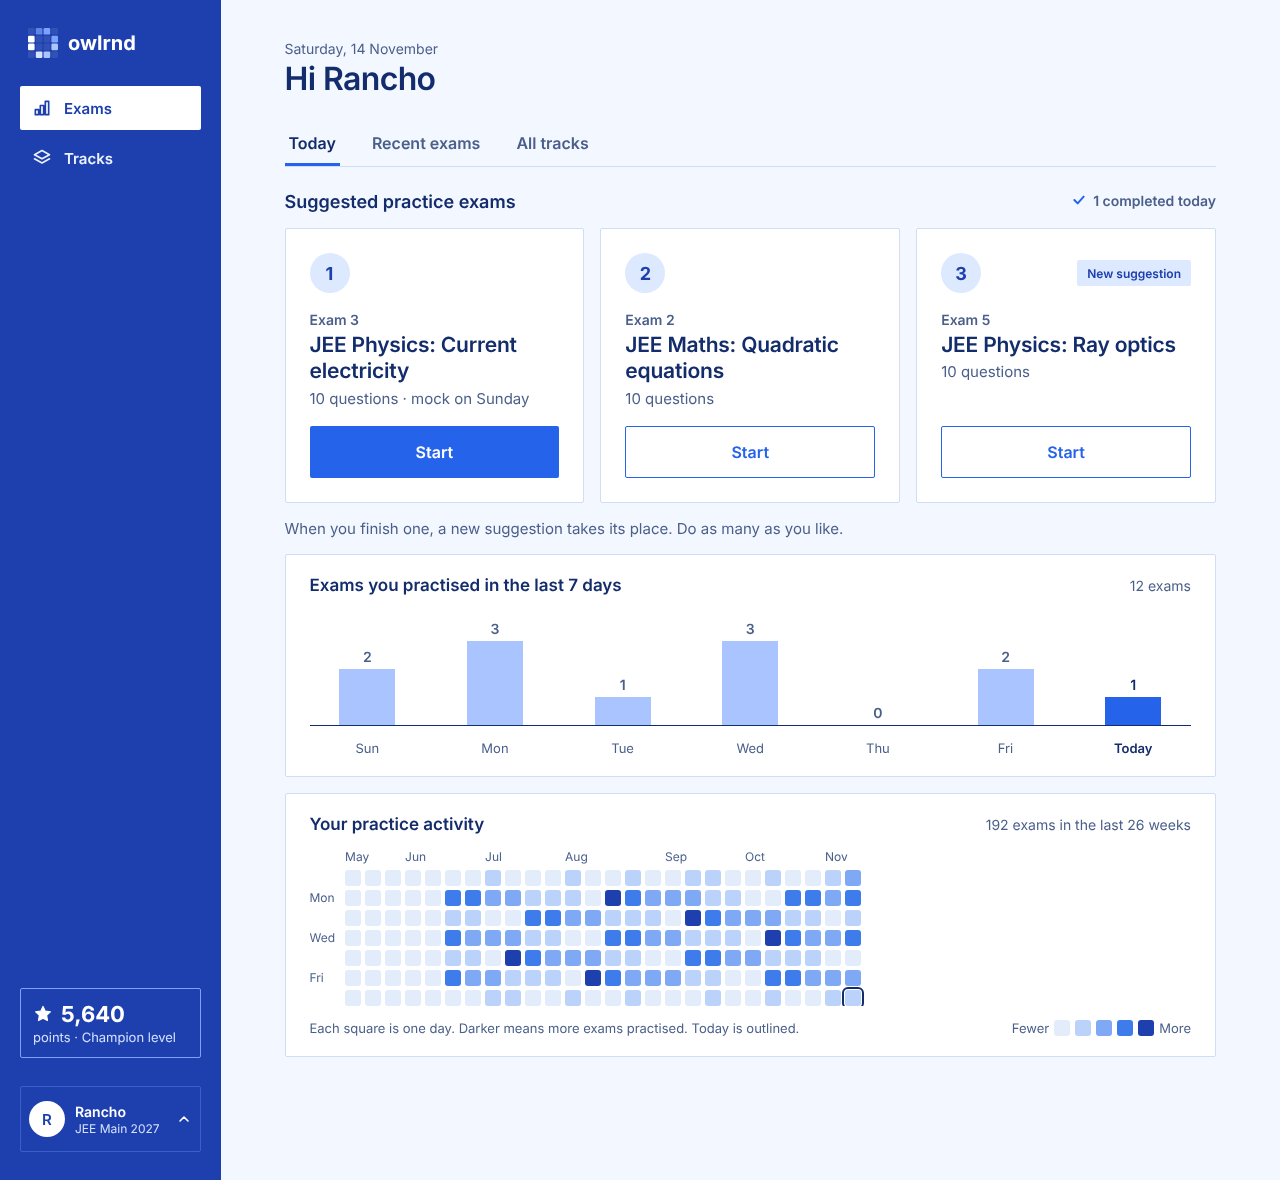 owlrnd
Exams
Tracks
5,640
points · Champion level
R
Rancho
JEE Main 2027
Saturday, 14 November
Hi Rancho
Today
Recent exams
All tracks
Suggested practice exams
1 completed today
1
Exam 3
JEE Physics: Current
electricity
10 questions · mock on Sunday
Start
2
Exam 2
JEE Maths: Quadratic
equations
10 questions
Start
3
New suggestion
Exam 5
JEE Physics: Ray optics
10 questions
Start
When you finish one, a new suggestion takes its place. Do as many as you like.
Exams you practised in the last 7 days
12 exams
2
3
1
3
0
2
1
Sun
Mon
Tue
Wed
Thu
Fri
Today
Your practice activity
192 exams in the last 26 weeks
May
Jun
Jul
Aug
Sep
Oct
Nov
Mon
Wed
Fri
Each square is one day. Darker means more exams practised. Today is outlined.
Fewer
More